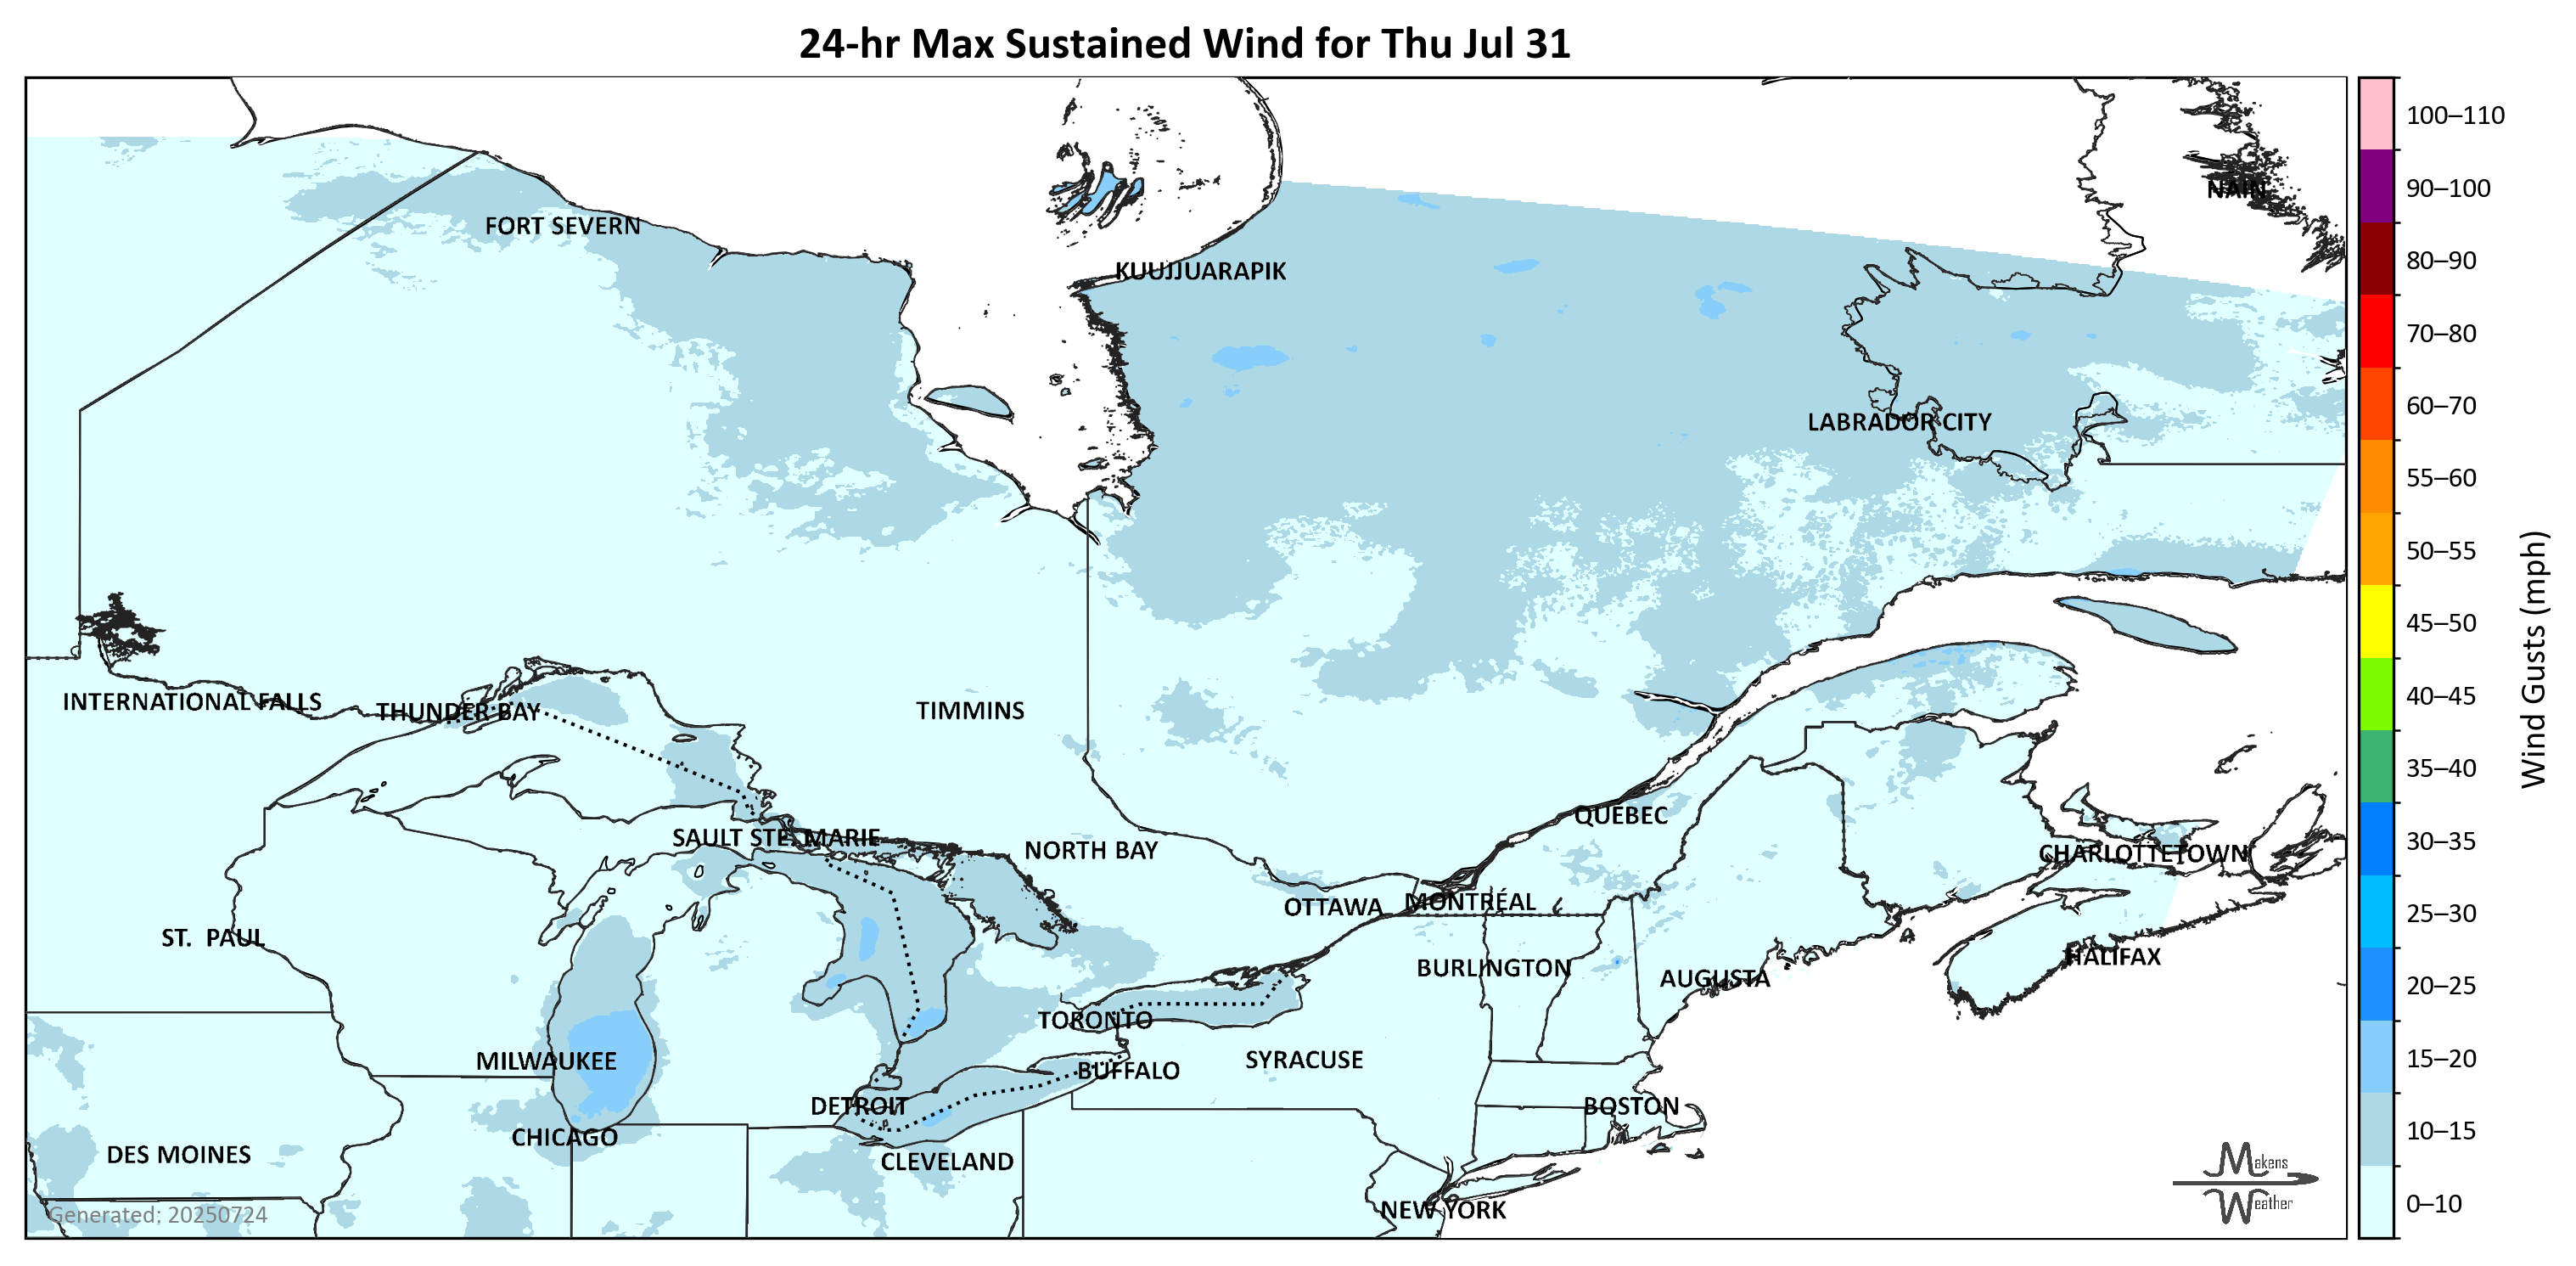 24-hr Max Sustained Wind for Thu Jul 31
100–110
90–100
80–90
70–80
60–70
55–60
50–55
45–50
40–45
35–40
30–35
25–30
20–25
15–20
10–15
0–10
Wind Gusts (mph)
NAIN
FORT SEVERN
KUUJJUARAPIK
LABRADOR CITY
INTERNATIONAL FALLS
THUNDER BAY
TIMMINS
QUÉBEC
SAULT STE. MARIE
NORTH BAY
CHARLOTTETOWN
OTTAWA
MONTRÉAL
ST. PAUL
HALIFAX
BURLINGTON
AUGUSTA
TORONTO
MILWAUKEE
SYRACUSE
BUFFALO
DETROIT
BOSTON
CHICAGO
DES MOINES
CLEVELAND
NEW YORK
Generated: 20250724
Makens
Weather